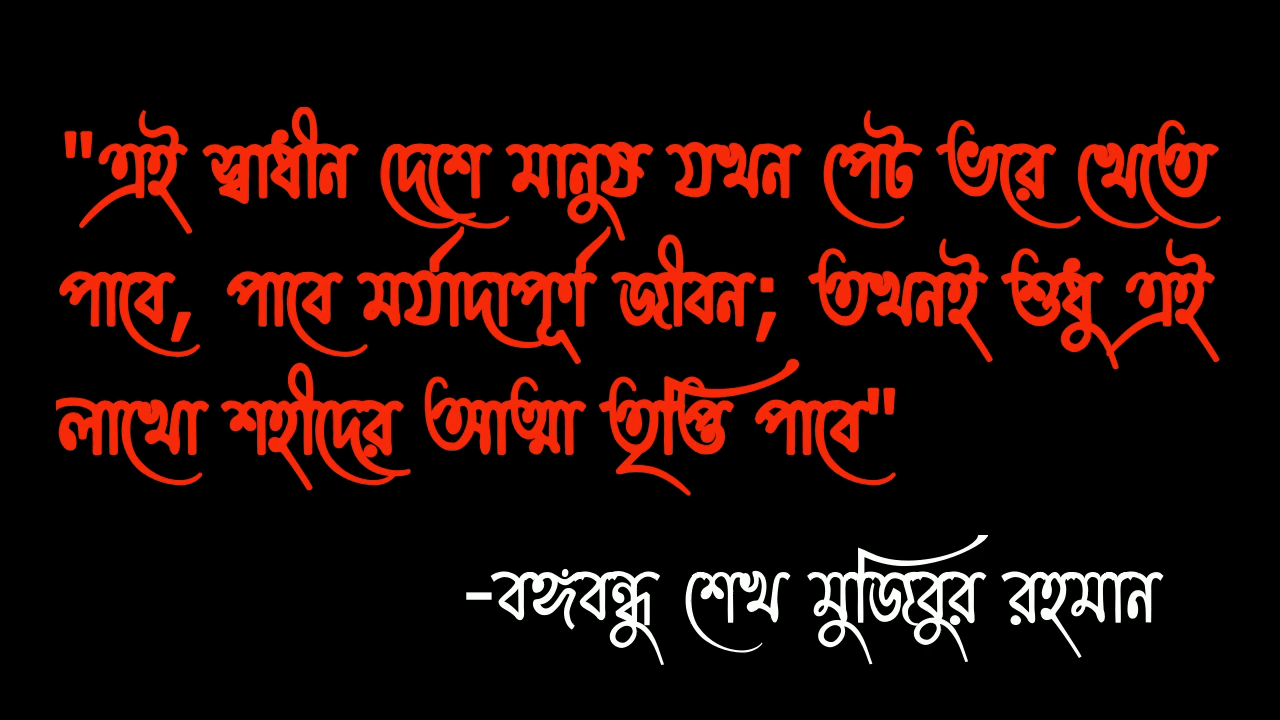 "এই স্বাধীন দেশে মানুষ যখন পেট ভরে খেতে
পাবে, পাবে মর্যাদাপূর্ণ জীবন; তখনই শুধু এই
লাখো শহীদের আত্মা তৃপ্তি পাবে"
-বঙ্গবন্ধু শেখ মুজিবুর রহমান